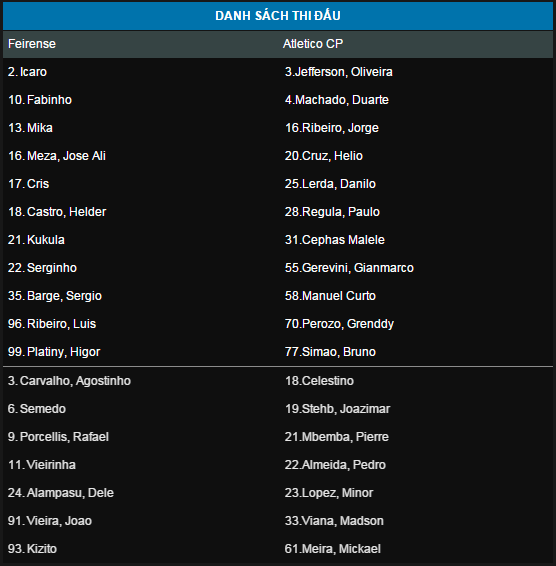 DANH SÁCH THI ĐẤU
Feirense Atletico CP
2. Icaro 3.Jefferson, Oliveira
10. Fabinho 4.Machado, Duarte
13. Mika 16.Ribeiro, Jorge
16. Meza, Jose Ali 20.Cruz, Helio
17. Cris 25.Lerda, Danilo
18. Castro, Helder 28.Regula, Paulo
21. Kukula 31.Cephas Malele
22. Serginho 55.Gerevini, Gianmarco
35. Barge, Sergio 58.Manuel Curto
96. Ribeiro, Luis 70.Perozo, Grenddy
99. Platiny, Higor 77.Simao, Bruno
3. Carvalho, Agostinho 18.Celestino
6. Semedo 19.Stehb, Joazimar
9. Porcellis, Rafael 21.Mbemba, Pierre
11. Vieirinha 22.Almeida, Pedro
24. Alampasu, Dele 23.Lopez, Minor
91. Vieira, Joao 33.Viana, Madson
93. Kizito 61.Meira, Mickael